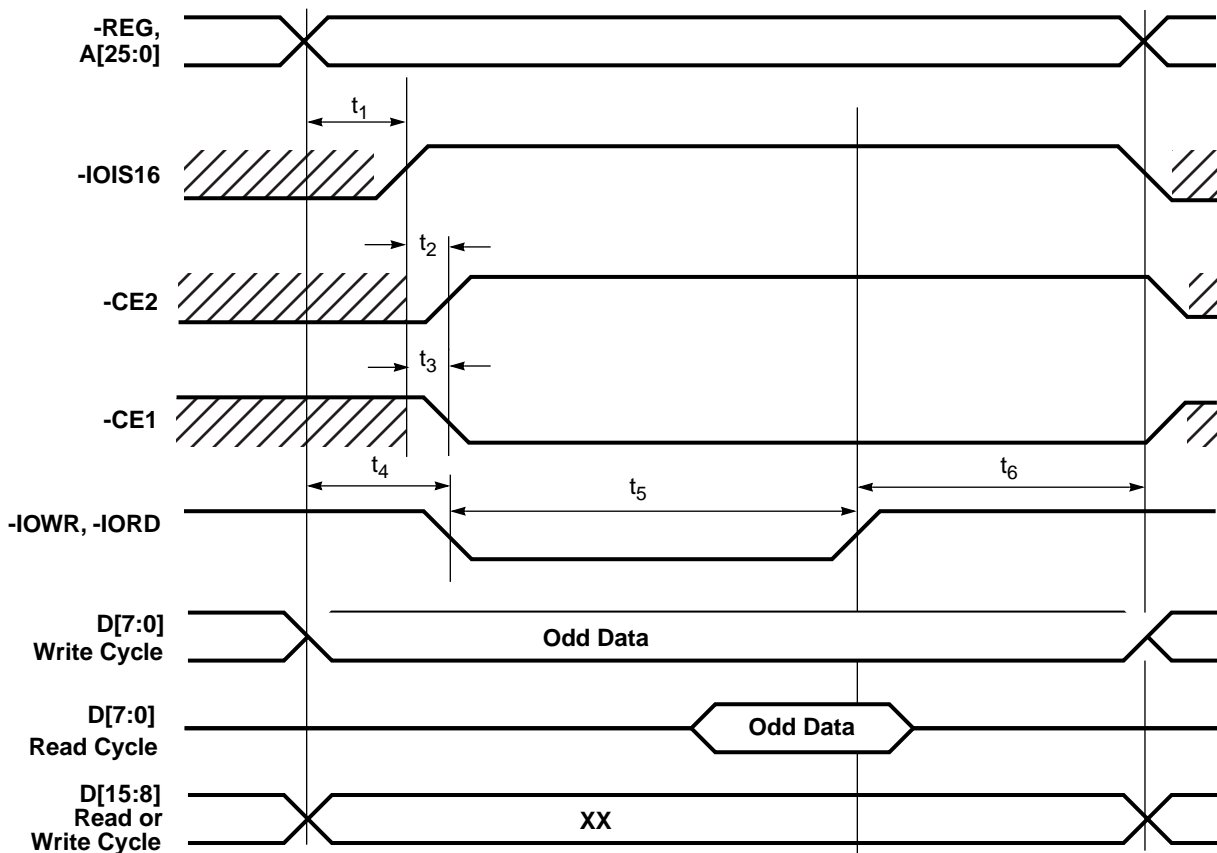 -REG,
A[25:0]
t1
-IOIS16
t2
-CE2
t3
-CE1
t4
t5
t6
-IOWR, -IORD
D[7:0]
Write Cycle
Odd Data
D[7:0]
Read Cycle
Odd Data
D[15:8]
Read or
Write Cycle
XX